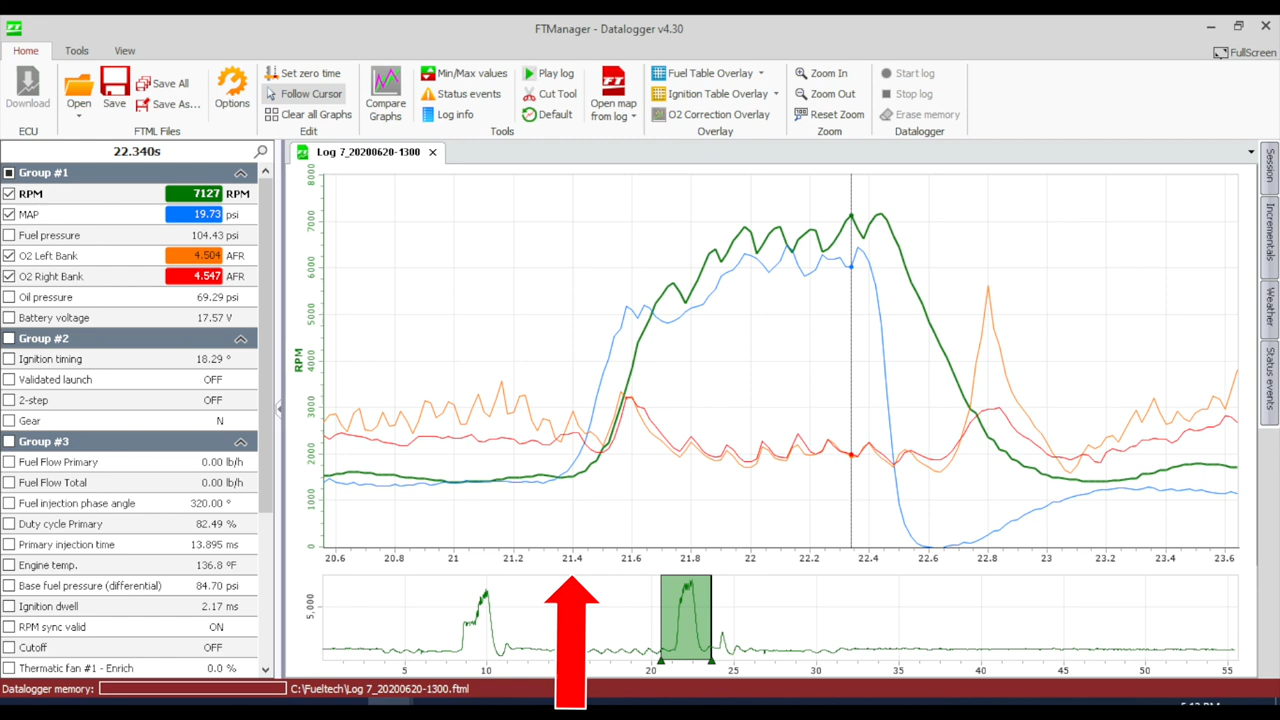 FTManager - Datalogger v4.30
Home Tools View
FullScreen
Download
Open
Save
Save All
Save As...
Options
Set zero time
Follow Cursor
Clear all Graphs
Compare Graphs
Min/Max values
Status events
Log info
Play log
Cut Tool
Default
FT
Open map from log
Fuel Table Overlay
Ignition Table Overlay
O2 Correction Overlay
Zoom In
Zoom Out
Reset Zoom
Start log
Stop log
Erase memory
ECU FTML Files Edit Tools Overlay Zoom Datalogger
22.340s
Log 7_20200620-1300
Group #1
RPM 7127 RPM
MAP 19.73 psi
Fuel pressure 104.43 psi
O2 Left Bank 4.504 AFR
O2 Right Bank 4.547 AFR
Oil pressure 69.29 psi
Battery voltage 17.57 V
Group #2
Ignition timing 18.29 °
Validated launch OFF
2-step OFF
Gear N
Group #3
Fuel Flow Primary 0.00 lb/h
Fuel Flow Total 0.00 lb/h
Fuel injection phase angle 320.00 °
Duty cycle Primary 82.49 %
Primary injection time 13.895 ms
Engine temp. 136.8 °F
Base fuel pressure (differential) 84.70 psi
Ignition dwell 2.17 ms
RPM sync valid ON
Cutoff OFF
Thematic fan #1 - Enrich 0.0 %
RPM
8000
7000
6000
5000
4000
3000
2000
1000
0
20.6 20.8 21 21.2 21.4 21.6 21.8 22 22.2 22.4 22.6 22.8 23 23.2 23.4 23.6
5,000
5 10 20 25 30 35 40 45 50 55
Session
Incrementals
Weather
Status events
Datalogger memory: C:\Fueltech\Log 7_20200620-1300.ftml